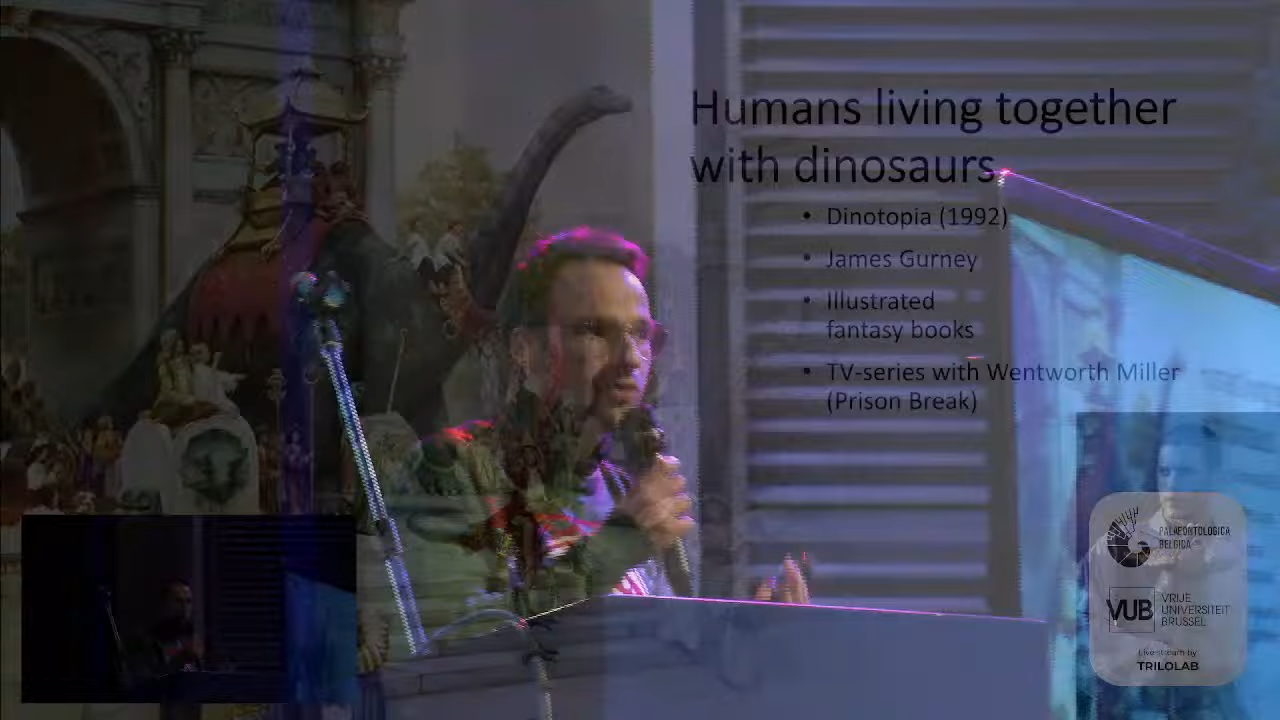 Humans living together
with dinosaurs
• Dinotopia (1992)
• James Gurney
• Illustrated
fantasy books
• TV-series with Wentworth Miller
(Prison Break)
PALAEONTOLOGICA
BELGICA
VUB
VRIJE
UNIVERSITEIT
BRUSSEL
Livestream by
TRILOLAB